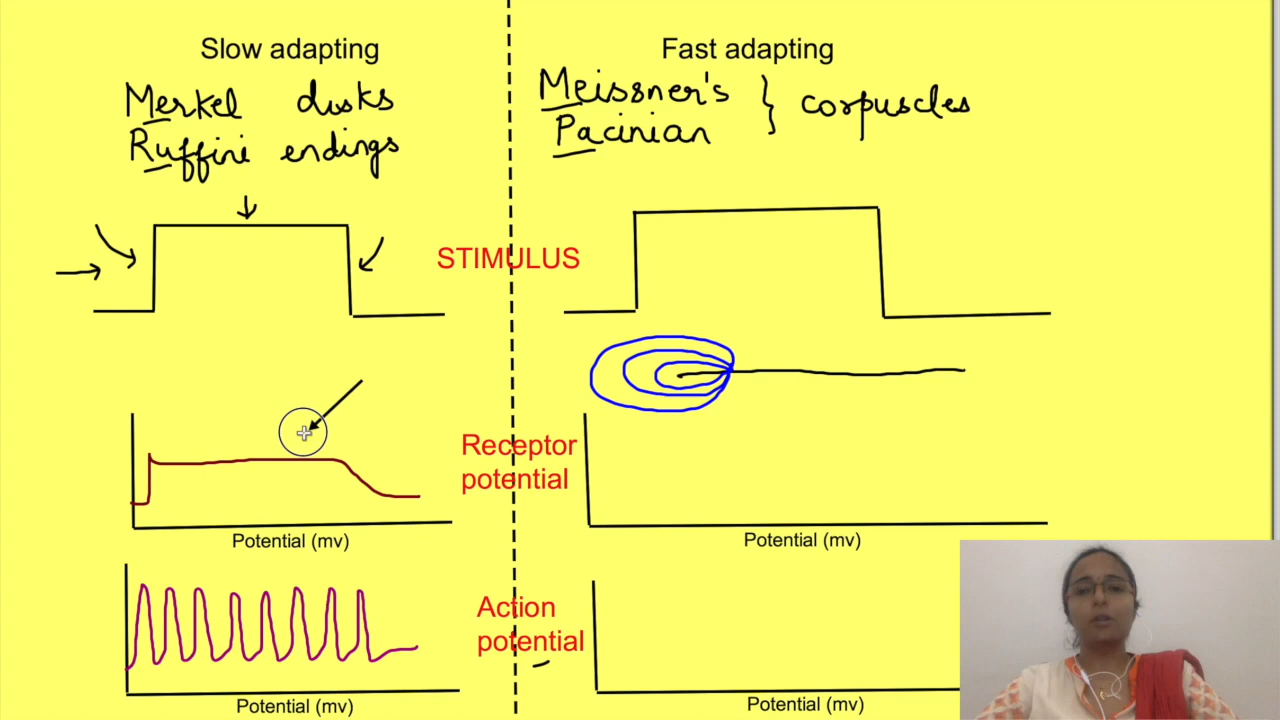 Slow adapting
Merkel disks
Ruffini endings
Fast adapting
Meissner's
Pacinian
} corpuscles
STIMULUS
Receptor
potential
Potential (mv)
Potential (mv)
Action
potential
Potential (mv)
Potential (mv)